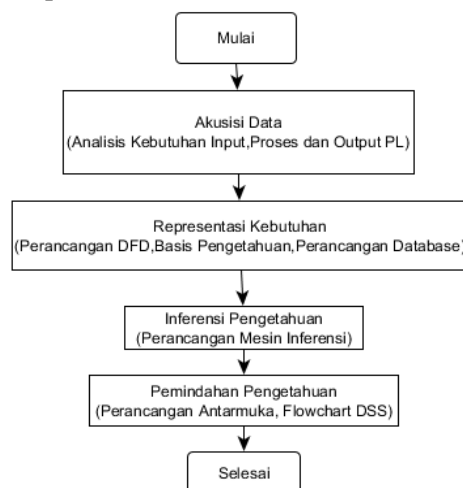 Mulai
Akusisi Data
(Analisis Kebutuhan Input,Proses dan Output PL)
Representasi Kebutuhan
(Perancangan DFD,Basis Pengetahuan,Perancangan Database)
Inferensi Pengetahuan
(Perancangan Mesin Inferensi)
Pemindahan Pengetahuan
(Perancangan Antarmuka, Flowchart DSS)
Selesai